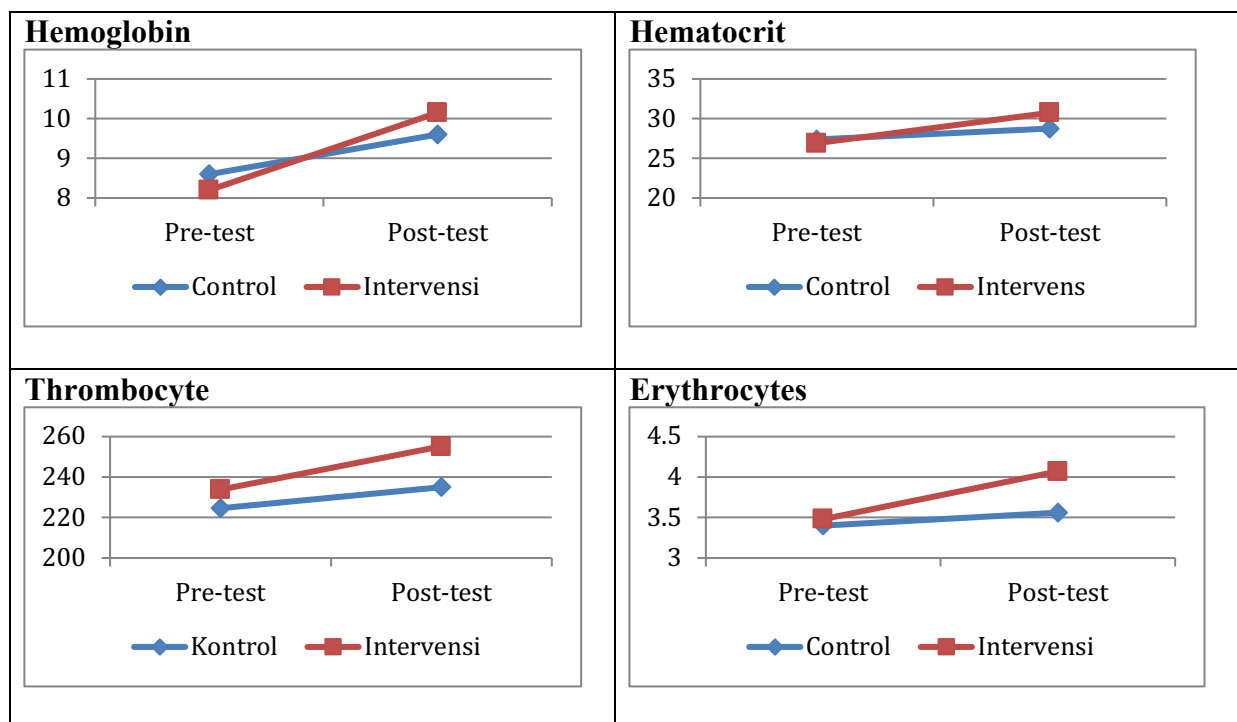 Hemoglobin
11
10
9
8
Pre-test Post-test
Control Intervensi
Hematocrit
35
30
25
20
Pre-test Post-test
Control Intervens
Thrombocyte
260
240
220
200
Pre-test Post-test
Kontrol Intervensi
Erythrocytes
4.5
4
3.5
3
Pre-test Post-test
Control Intervensi